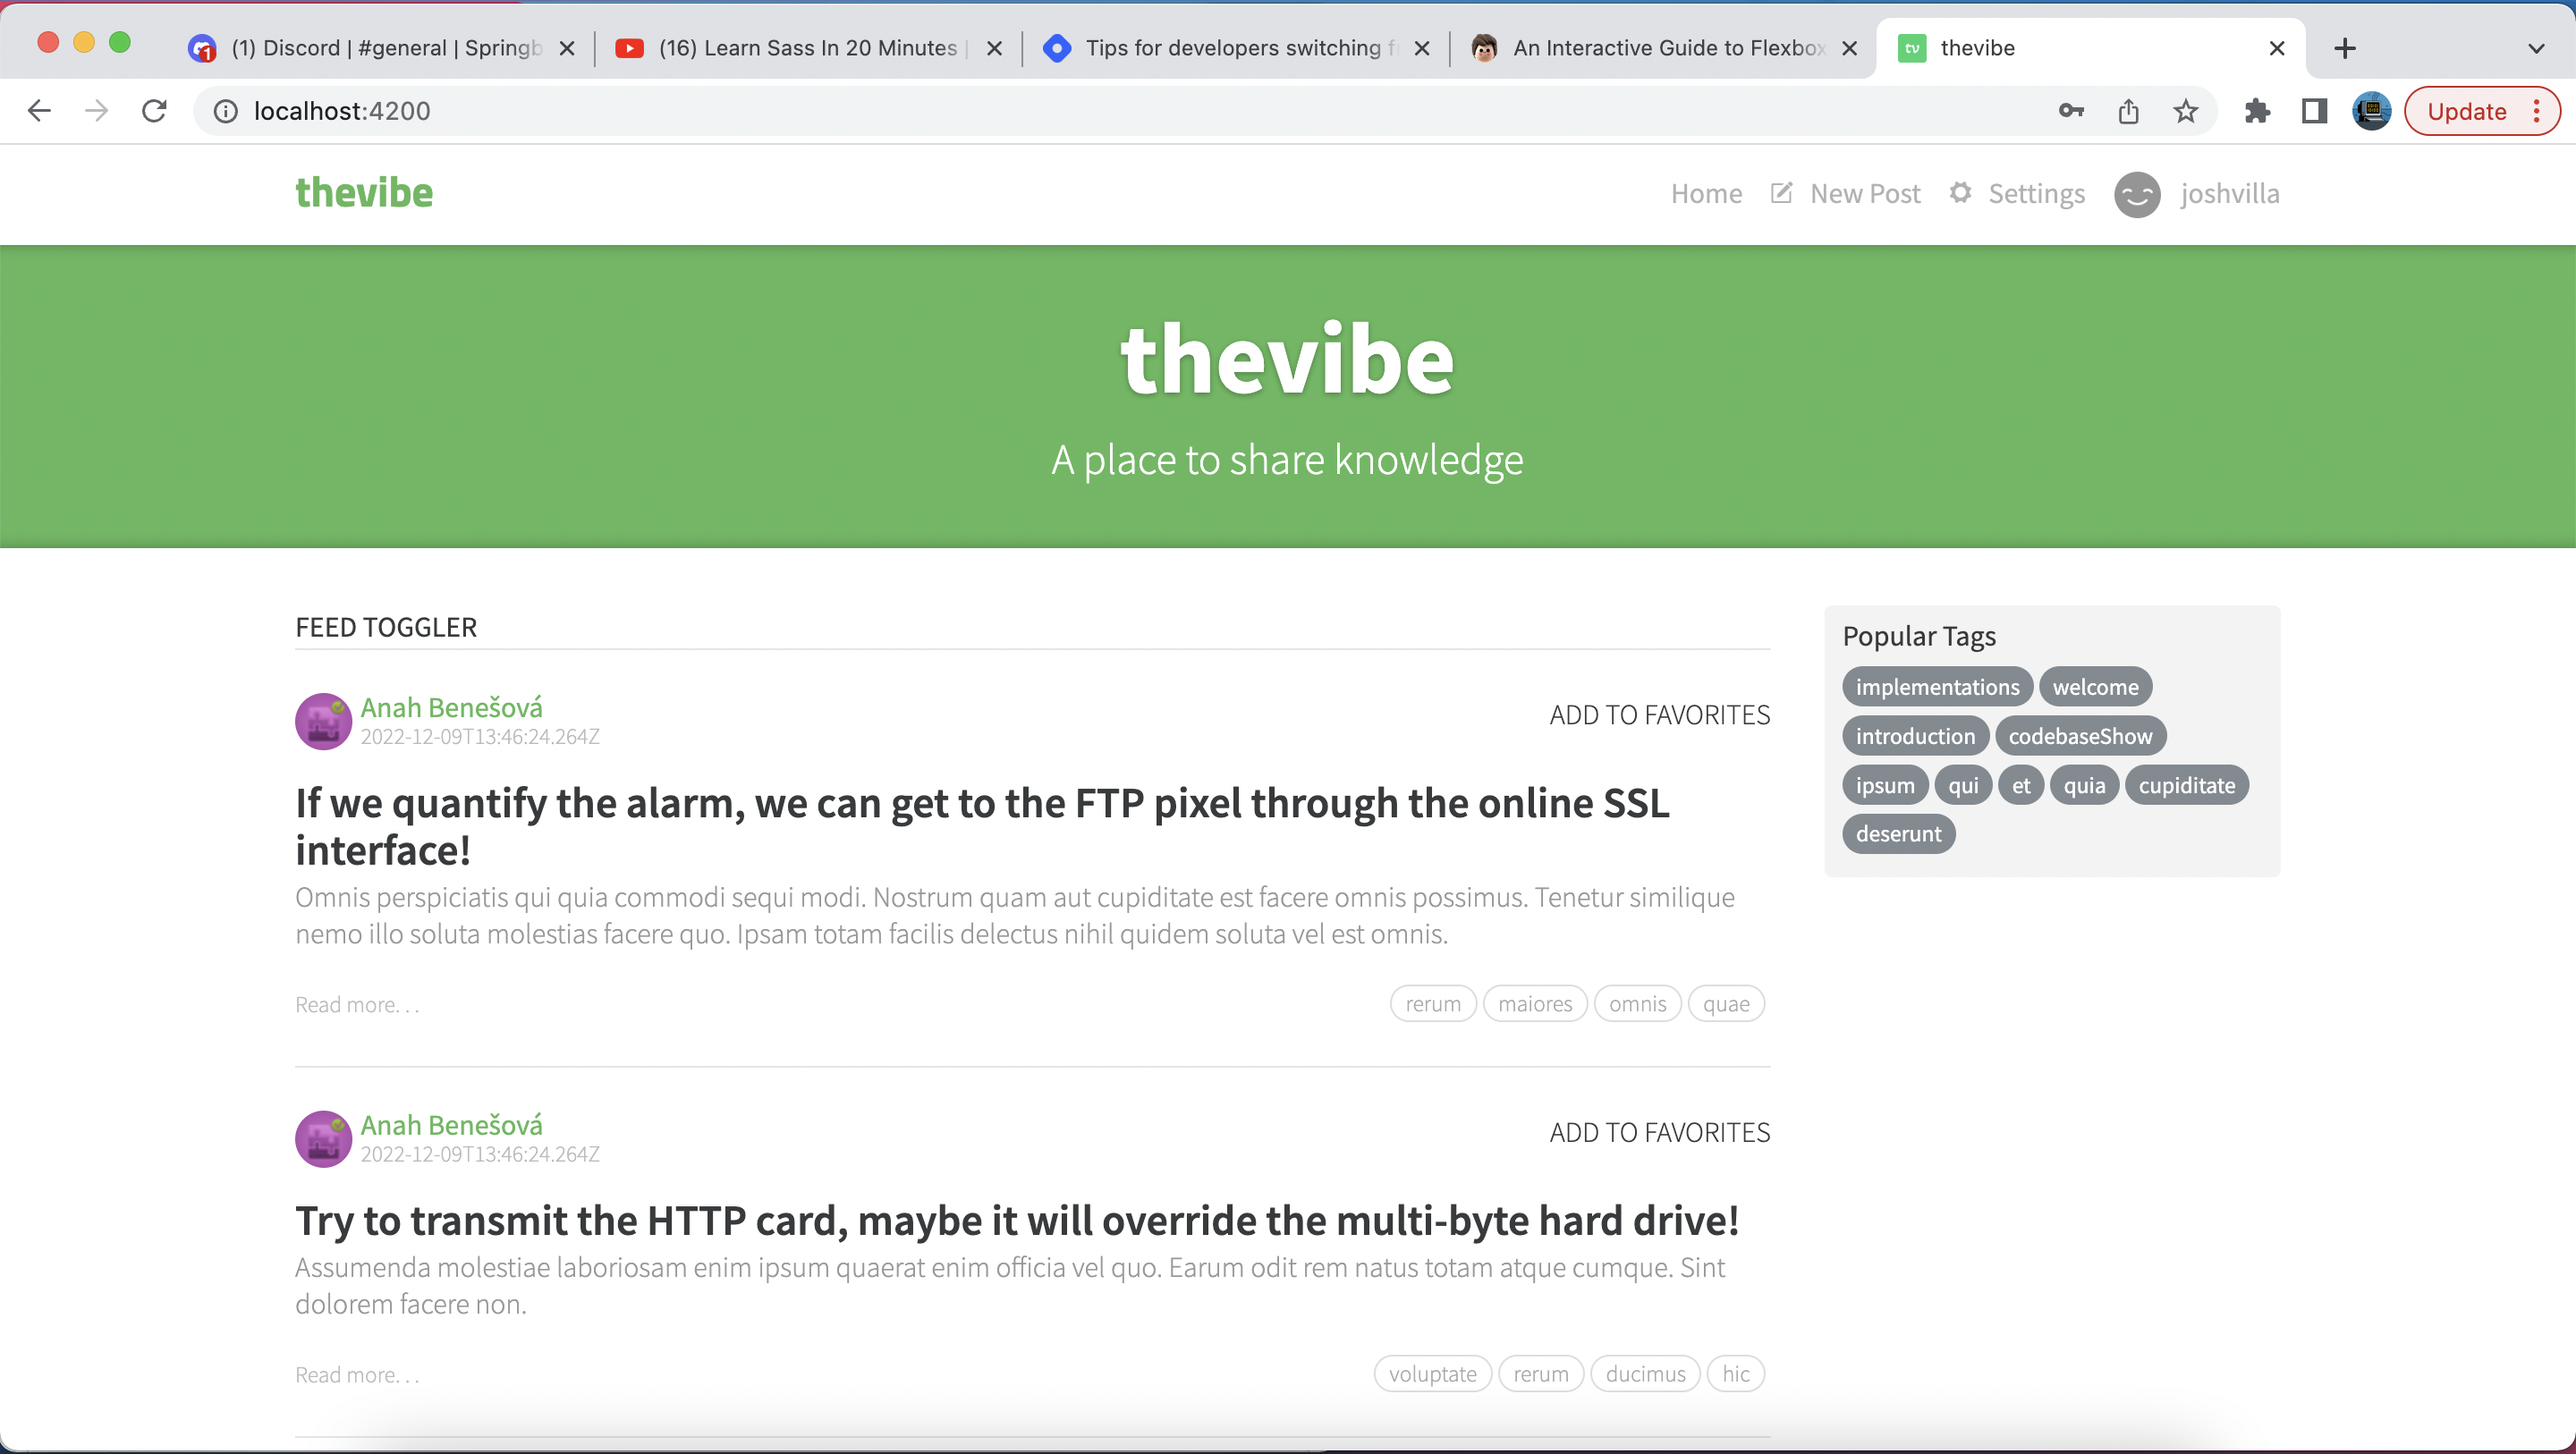 (1) Discord | #general | Springb
(16) Learn Sass In 20 Minutes |
Tips for developers switching f
An Interactive Guide to Flexbox
tv thevibe
localhost:4200
Update
thevibe
Home New Post Settings joshvilla
thevibe
A place to share knowledge
FEED TOGGLER
Anah Benešová
2022-12-09T13:46:24.264Z
ADD TO FAVORITES
If we quantify the alarm, we can get to the FTP pixel through the online SSL
interface!
Omnis perspiciatis qui quia commodi sequi modi. Nostrum quam aut cupiditate est facere omnis possimus. Tenetur similique
nemo illo soluta molestias facere quo. Ipsam totam facilis delectus nihil quidem soluta vel est omnis.
Read more. . .
rerum maiores omnis quae
Anah Benešová
2022-12-09T13:46:24.264Z
ADD TO FAVORITES
Try to transmit the HTTP card, maybe it will override the multi-byte hard drive!
Assumenda molestiae laboriosam enim ipsum quaerat enim officia vel quo. Earum odit rem natus totam atque cumque. Sint
dolorem facere non.
Read more. . .
voluptate rerum ducimus hic
Popular Tags
implementations welcome
introduction codebaseShow
ipsum qui et quia cupiditate
deserunt